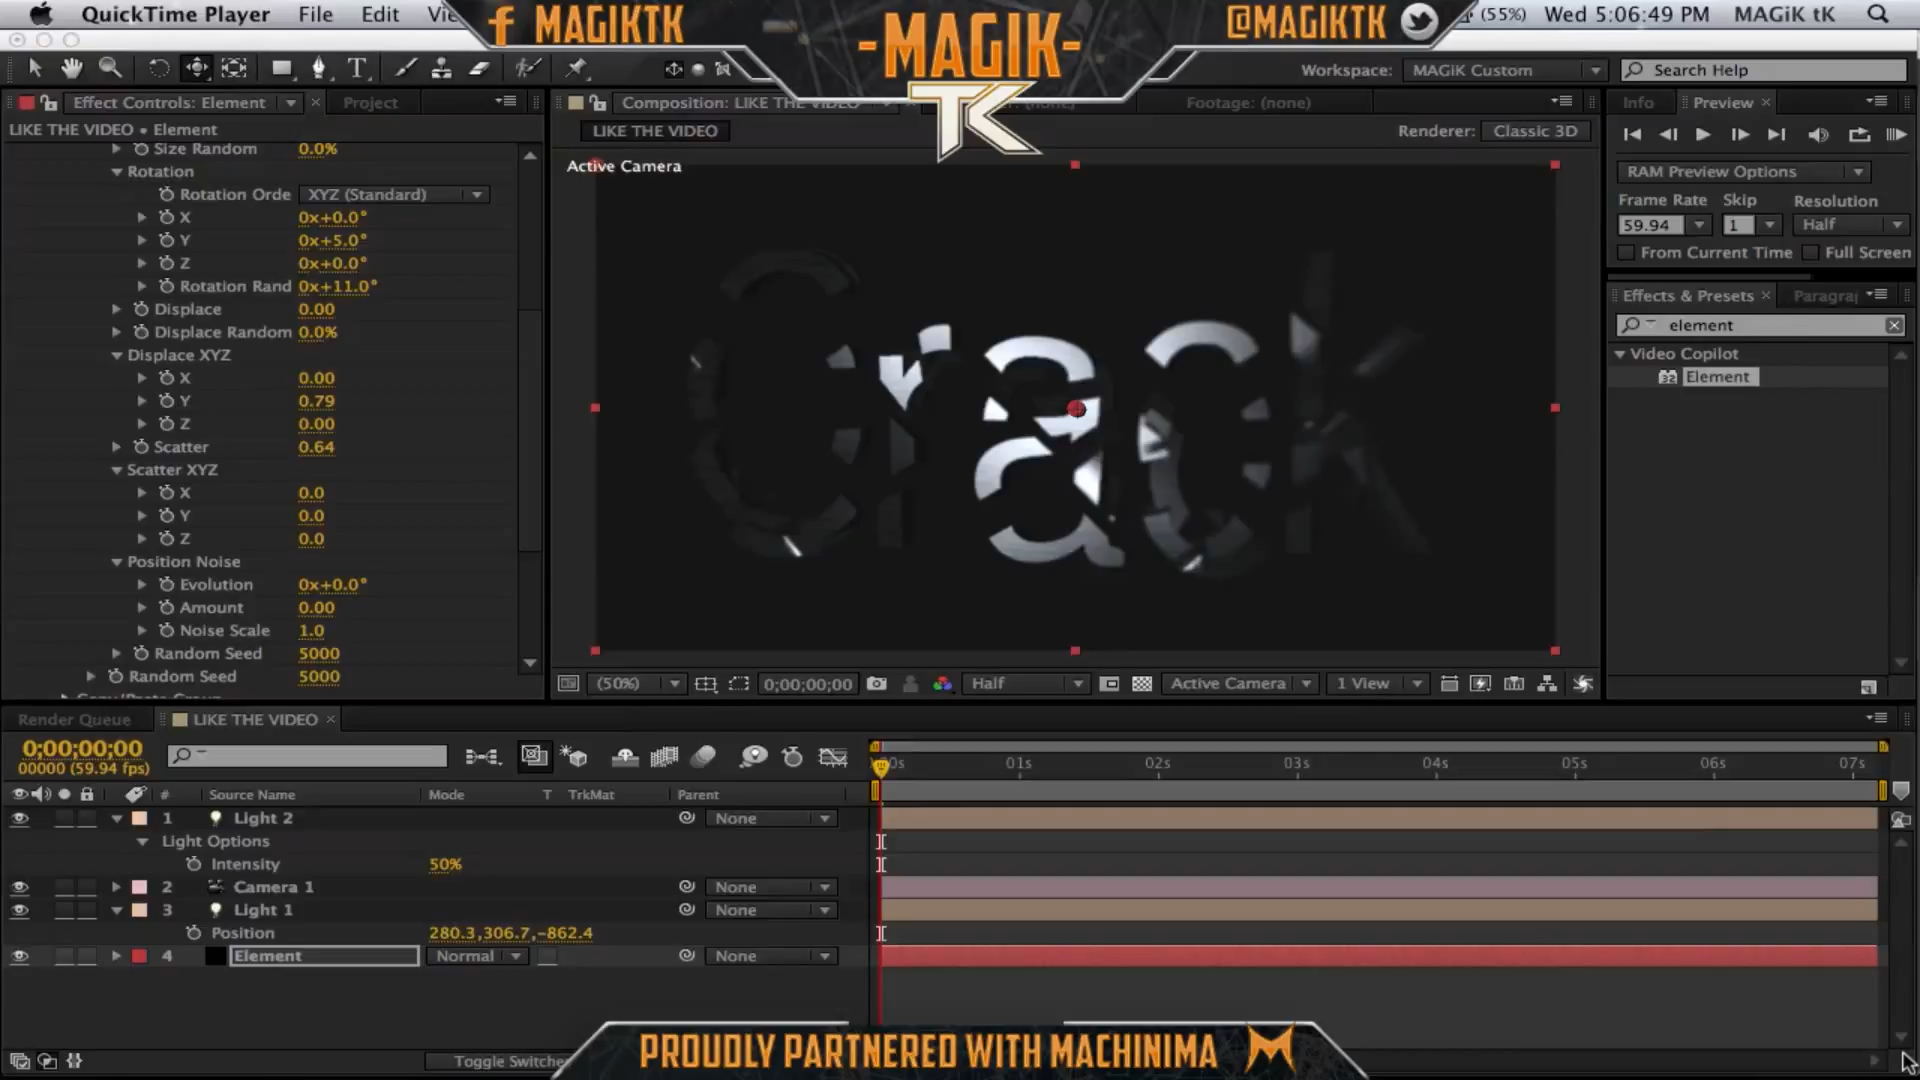 QuickTime Player File Edit
MAGIKTK
-MAGIK-
TK
@MAGIKTK
(55%) Wed 5:06:49 PM MAGiK tK
T
Workspace: MAGiK Custom
Search Help
Effect Controls: Element × Project
LIKE THE VIDEO • Element
Size Random 0.0%
Rotation
Rotation Orde XYZ (Standard)
X 0x+0.0°
Y 0x+5.0°
Z 0x+0.0°
Rotation Rand 0x+11.0°
Displace 0.00
Displace Random 0.0%
Displace XYZ
X 0.00
Y 0.79
Z 0.00
Scatter 0.64
Scatter XYZ
X 0.0
Y 0.0
Z 0.0
Position Noise
Evolution 0x+0.0°
Amount 0.00
Noise Scale 1.0
Random Seed 5000
Random Seed 5000
Composition: LIKE THE VIDEO
(none)
Footage: (none)
LIKE THE VIDEO
Renderer: Classic 3D
Active Camera
Crack
(50%) 0;00;00;00 Half Active Camera 1 View
Info Preview ×
RAM Preview Options
Frame Rate Skip Resolution
59.94 1 Half
From Current Time Full Screen
Effects & Presets ×
element
Video Copilot
32 Element
Render Queue LIKE THE VIDEO ×
0;00;00;00
00000 (59.94 fps)
01s 02s 03s 04s 05s 06s 07s
# Source Name Mode T TrkMat Parent
1 Light 2 None
Light Options
Intensity 50%
2 Camera 1 None
3 Light 1 None
Position 280.3,306.7,-862.4
4 Element Normal None
PROUDLY PARTNERED WITH MACHINIMA